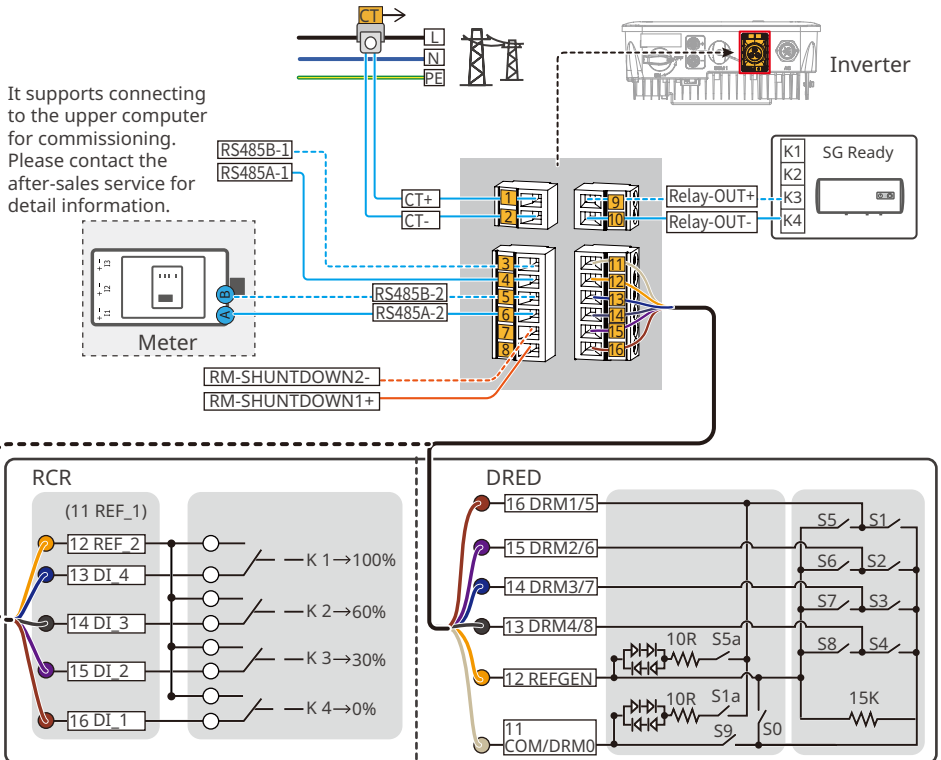 CT
L
N
PE
Inverter
It supports connecting
to the upper computer
for commissioning.
Please contact the
after-sales service for
detail information.
RS485B-1
RS485A-1
CT+
CT-
1
2
9
10
Relay-OUT+
Relay-OUT-
K1
K2
K3
K4
SG Ready
3
4
5
6
7
8
11
12
13
14
15
16
RS485B-2
RS485A-2
+ - I3
+ - I2
+ - I1
B
A
Meter
RM-SHUNTDOWN2-
RM-SHUNTDOWN1+
RCR
(11 REF_1)
12 REF_2
13 DI_4
14 DI_3
15 DI_2
16 DI_1
K 1→100%
K 2→60%
K 3→30%
K 4→0%
DRED
16 DRM1/5
15 DRM2/6
14 DRM3/7
13 DRM4/8
12 REFGEN
11
COM/DRM0
10R
S5a
10R
S1a
S9
S0
S5
S1
S6
S2
S7
S3
S8
S4
15K